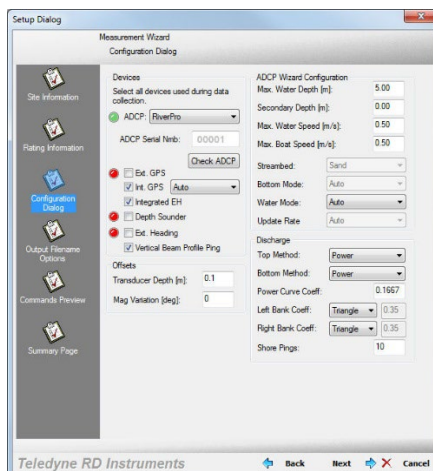 Setup Dialog
Measurement Wizard
Configuration Dialog
Site Information
Rating Information
Configuration
Dialog
Output Filename
Options
Commands Preview
Summary Page
Devices
Select all devices used during data
collection.
ADCP: RiverPro
ADCP Serial Nmb: 00001
Check ADCP
Ext. GPS
Int. GPS Auto
Integrated EH
Depth Sounder
Ext. Heading
Vertical Beam Profile Ping
Offsets
Transducer Depth [m]: 0.1
Mag Variation [deg]: 0
ADCP Wizard Configuration
Max. Water Depth [m]: 5.00
Secondary Depth [m]: 0.00
Max. Water Speed [m/s]: 0.50
Max. Boat Speed [m/s]: 0.50
Streambed: Sand
Bottom Mode: Auto
Water Mode: Auto
Update Rate Auto
Discharge
Top Method: Power
Bottom Method: Power
Power Curve Coeff: 0.1667
Left Bank Coeff: Triangle 0.35
Right Bank Coeff: Triangle 0.35
Shore Pings: 10
Teledyne RD Instruments
Back Next Cancel